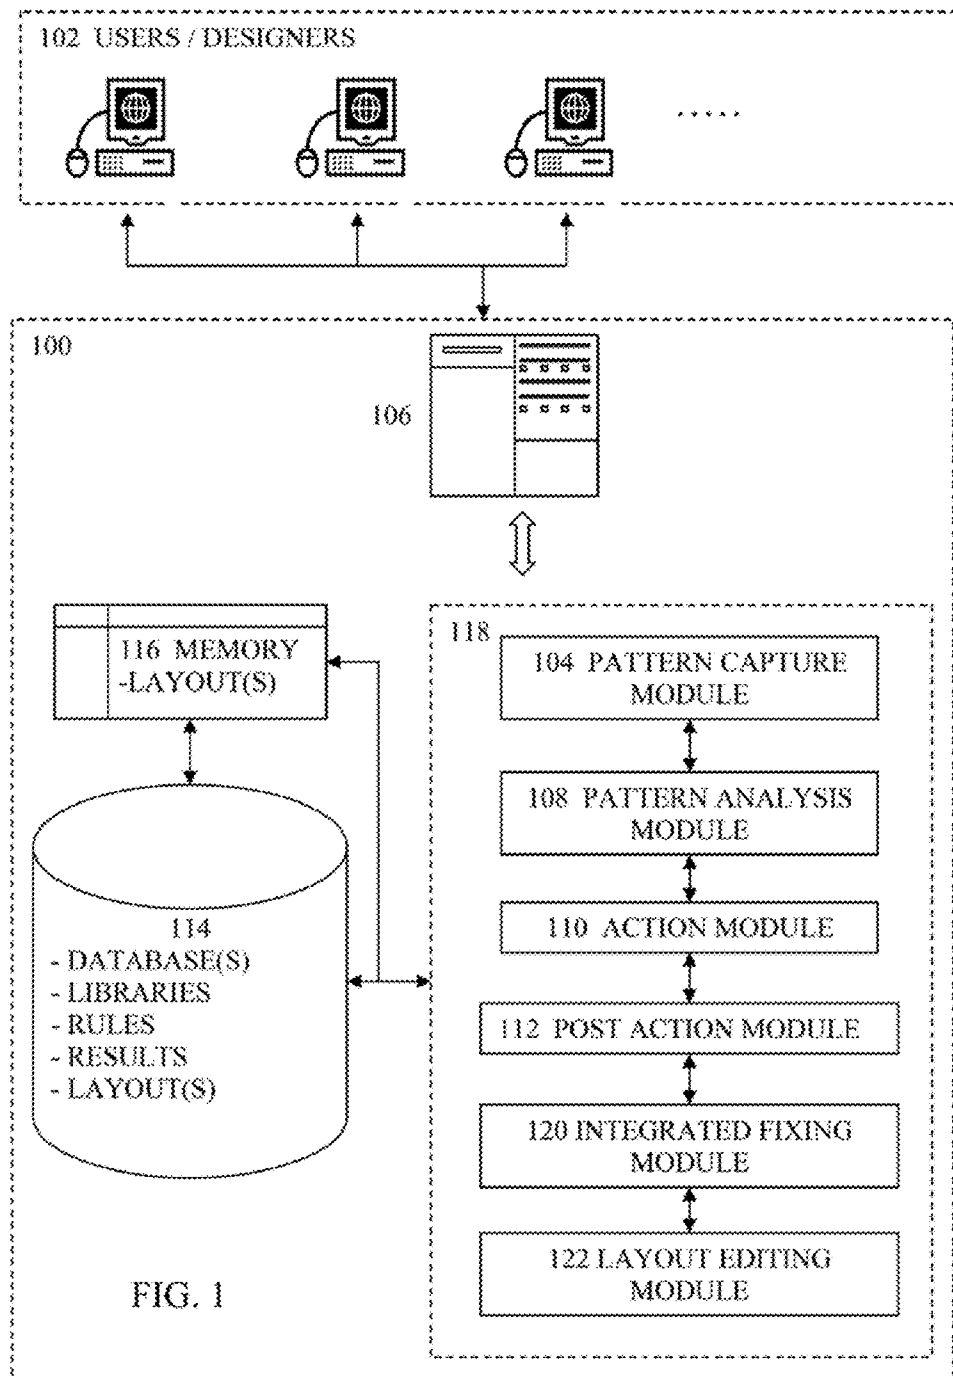 102 USERS / DESIGNERS
.....
100
106
116 MEMORY
-LAYOUT(S)
118
104 PATTERN CAPTURE
MODULE
108 PATTERN ANALYSIS
MODULE
110 ACTION MODULE
112 POST ACTION MODULE
120 INTEGRATED FIXING
MODULE
122 LAYOUT EDITING
MODULE
114
- DATABASE(S)
- LIBRARIES
- RULES
- RESULTS
- LAYOUT(S)
FIG. 1